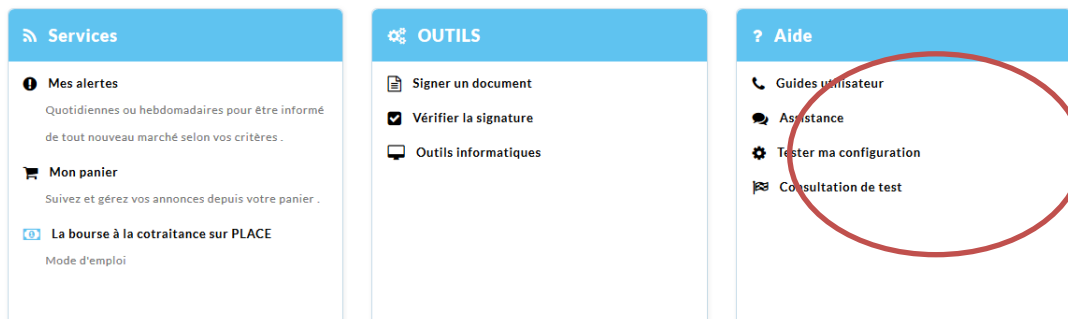 Services
Mes alertes
Quotidiennes ou hebdomadaires pour être informé
de tout nouveau marché selon vos critères .
Mon panier
Suivez et gérez vos annonces depuis votre panier .
La bourse à la cotraitance sur PLACE
Mode d'emploi
OUTILS
Signer un document
Vérifier la signature
Outils informatiques
? Aide
Guides utilisateur
Assistance
Tester ma configuration
Consultation de test